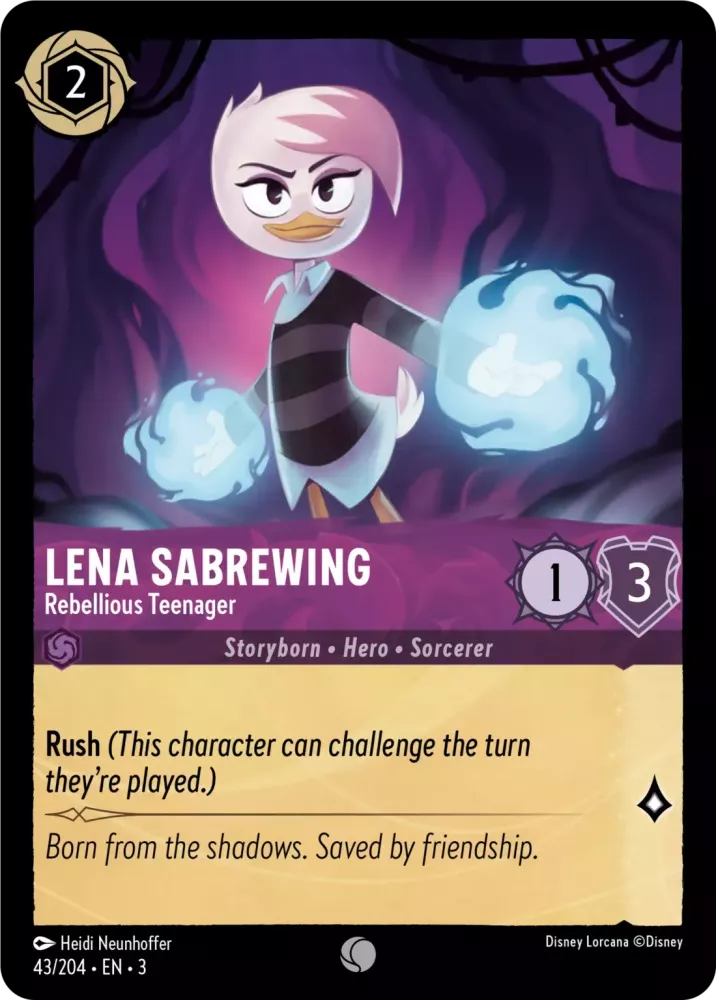 2
LENA SABREWING
Rebellious Teenager
1
3
Storyborn • Hero • Sorcerer
Rush (This character can challenge the turn
they're played.)
Born from the shadows. Saved by friendship.
Heidi Neunhoffer
Disney Lorcana ©Disney
43/204 • EN • 3